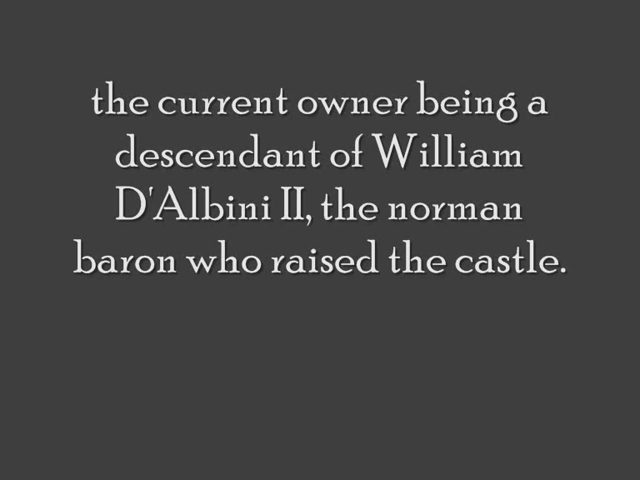 the current owner being a
descendant of William
D'Albini II, the norman
baron who raised the castle.